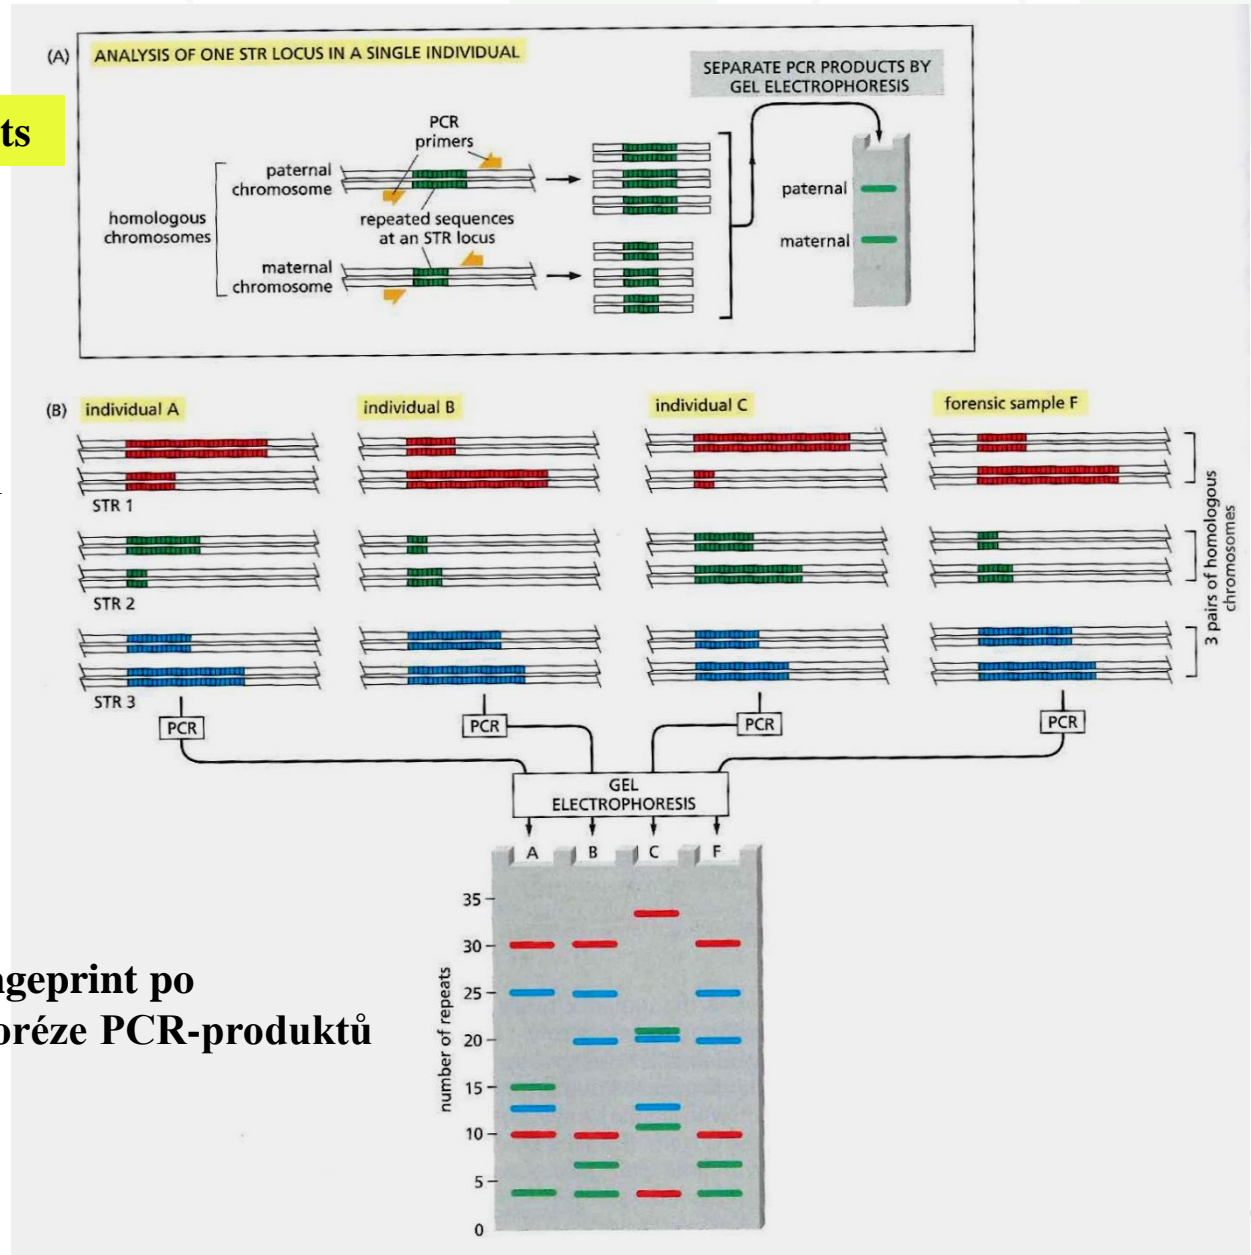 ts
(A) ANALYSIS OF ONE STR LOCUS IN A SINGLE INDIVIDUAL
SEPARATE PCR PRODUCTS BY
GEL ELECTROPHORESIS
PCR
primers
paternal
chromosome
homologous
chromosomes
repeated sequences
at an STR locus
maternal
chromosome
paternal
maternal
(B) individual A individual B individual C forensic sample F
STR 1
STR 2
STR 3
3 pairs of homologous
chromosomes
PCR PCR PCR PCR
GEL
ELECTROPHORESIS
A B C F
number of repeats
35
30
25
20
15
10
5
0
ngeprint po
oréze PCR-produktů